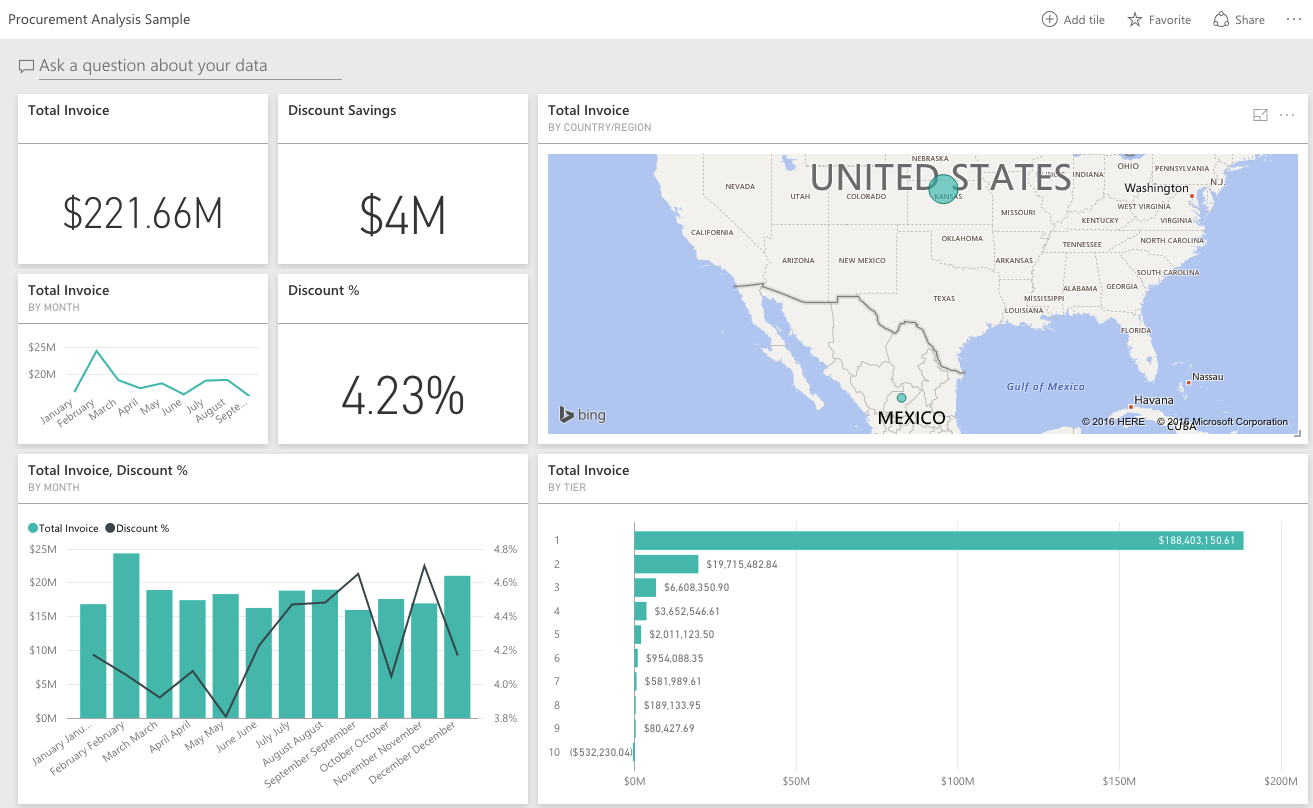 Procurement Analysis Sample
Add tile Favorite Share ...
Ask a question about your data
Total Invoice
$221.66M
Discount Savings
$4M
Total Invoice
BY COUNTRY/REGION
UNITED STATES
NEBRASKA
OHIO
PENNSYLVANIA
INDIANA
N.J.
NEVADA
UTAH
COLORADO
KANSAS
Washington
WEST VIRGINIA
MISSOURI
KENTUCKY
VIRGINIA
CALIFORNIA
OKLAHOMA
TENNESSEE
NORTH CAROLINA
ARIZONA
NEW MEXICO
ARKANSAS
SOUTH CAROLINA
ALABAMA
GEORGIA
TEXAS
MISSISSIPPI
LOUISIANA
FLORIDA
Nassau
Gulf of Mexico
Havana
MEXICO
CUBA
bing
© 2016 HERE © 2016 Microsoft Corporation
Total Invoice
BY MONTH
$25M
$20M
January
February
March
April
May
June
July
August
Septe...
Discount %
4.23%
Total Invoice, Discount %
BY MONTH
Total Invoice Discount %
$25M
$20M
$15M
$10M
$5M
$0M
4.8%
4.6%
4.4%
4.2%
4.0%
3.8%
January Janu...
February February
March March
April April
May May
June June
July July
August August
September September
October October
November November
December December
Total Invoice
BY TIER
1 $188,403,150.61
2 $19,715,482.84
3 $6,608,350.90
4 $3,652,546.61
5 $2,011,123.50
6 $954,088.35
7 $581,989.61
8 $189,133.95
9 $80,427.69
10 ($532,230.04)
$0M $50M $100M $150M $200M